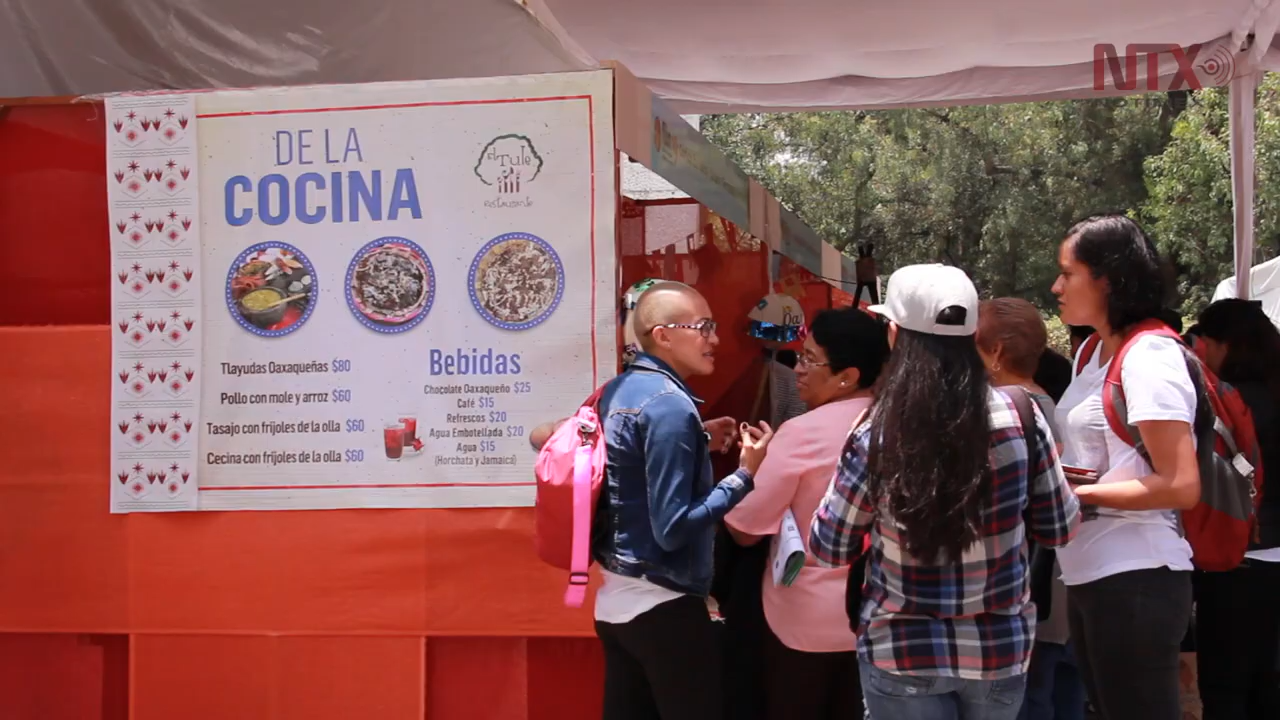 NTX
DE LA
COCINA
el Tule
restaurante
Tlayudas Oaxaqueñas $80
Pollo con mole y arroz $60
Tasajo con frijoles de la olla $60
Cecina con frijoles de la olla $60
Bebidas
Chocolate Oaxaqueño $25
Café $15
Refrescos $20
Agua Embotellada $20
Agua $15
(Horchata y Jamaica)